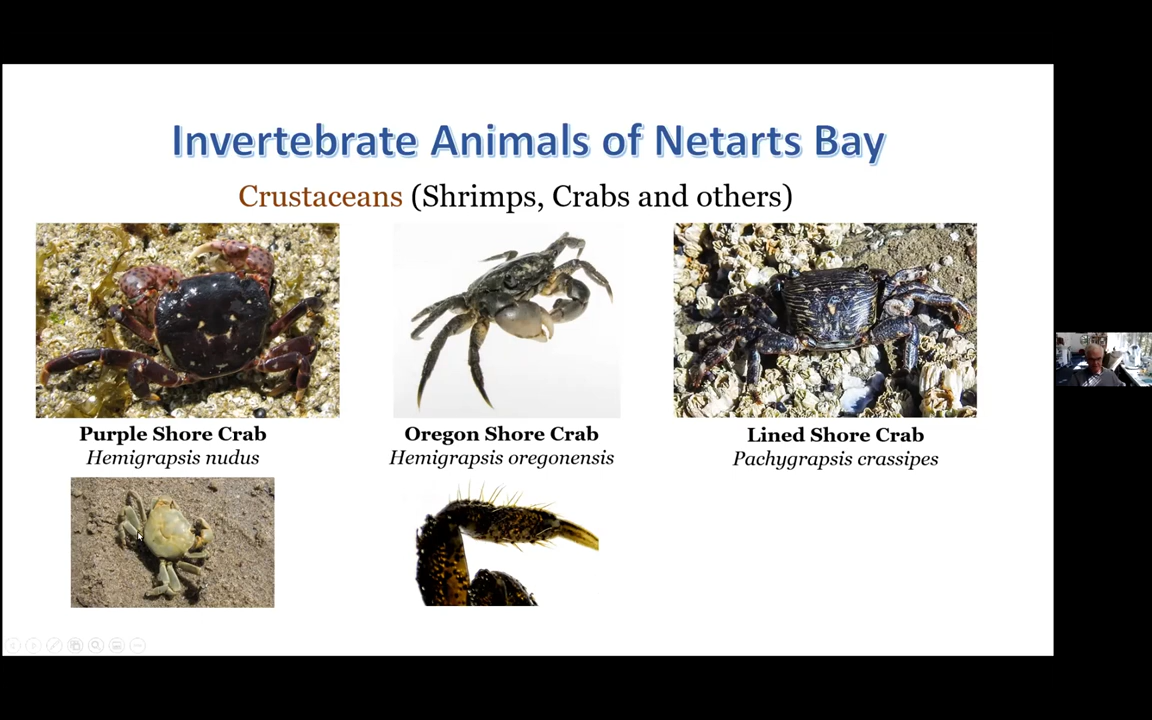 Invertebrate Animals of Netarts Bay
Crustaceans (Shrimps, Crabs and others)
Purple Shore Crab
Hemigrapsis nudus
Oregon Shore Crab
Hemigrapsis oregonensis
Lined Shore Crab
Pachygrapsis crassipes